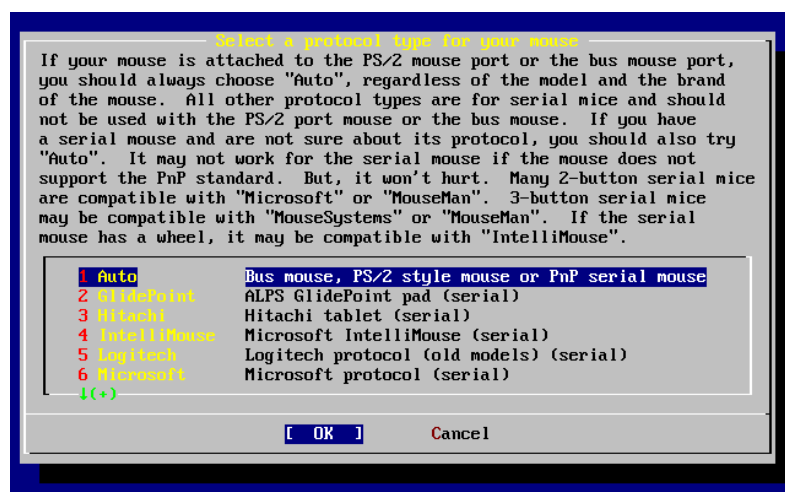 Select a protocol type for your mouse
If your mouse is attached to the PS/2 mouse port or the bus mouse port,
you should always choose "Auto", regardless of the model and the brand
of the mouse.  All other protocol types are for serial mice and should
not be used with the PS/2 port mouse or the bus mouse.  If you have
a serial mouse and are not sure about its protocol, you should also try
"Auto".  It may not work for the serial mouse if the mouse does not
support the PnP standard.  But, it won't hurt.  Many 2-button serial mice
are compatible with "Microsoft" or "MouseMan".  3-button serial mice
may be compatible with "MouseSystems" or "MouseMan".  If the serial
mouse has a wheel, it may be compatible with "IntelliMouse".
1 Auto Bus mouse, PS/2 style mouse or PnP serial mouse
2 GlidePoint ALPS GlidePoint pad (serial)
3 Hitachi Hitachi tablet (serial)
4 IntelliMouse Microsoft IntelliMouse (serial)
5 Logitech Logitech protocol (old models) (serial)
6 Microsoft Microsoft protocol (serial)
↓(+)
[ OK ] Cancel